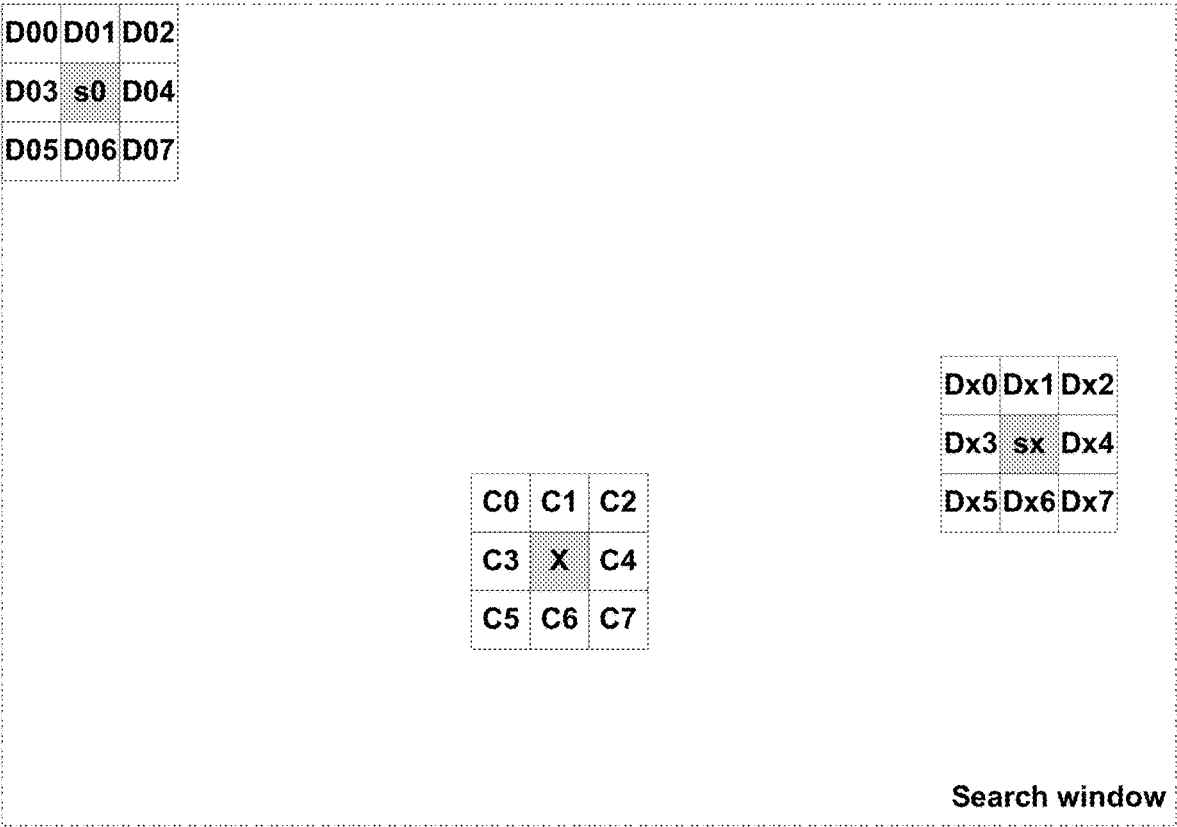 D00 D01 D02
D03 s0 D04
D05 D06 D07
Dx0 Dx1 Dx2
Dx3 sx Dx4
Dx5 Dx6 Dx7
C0 C1 C2
C3 X C4
C5 C6 C7
Search window